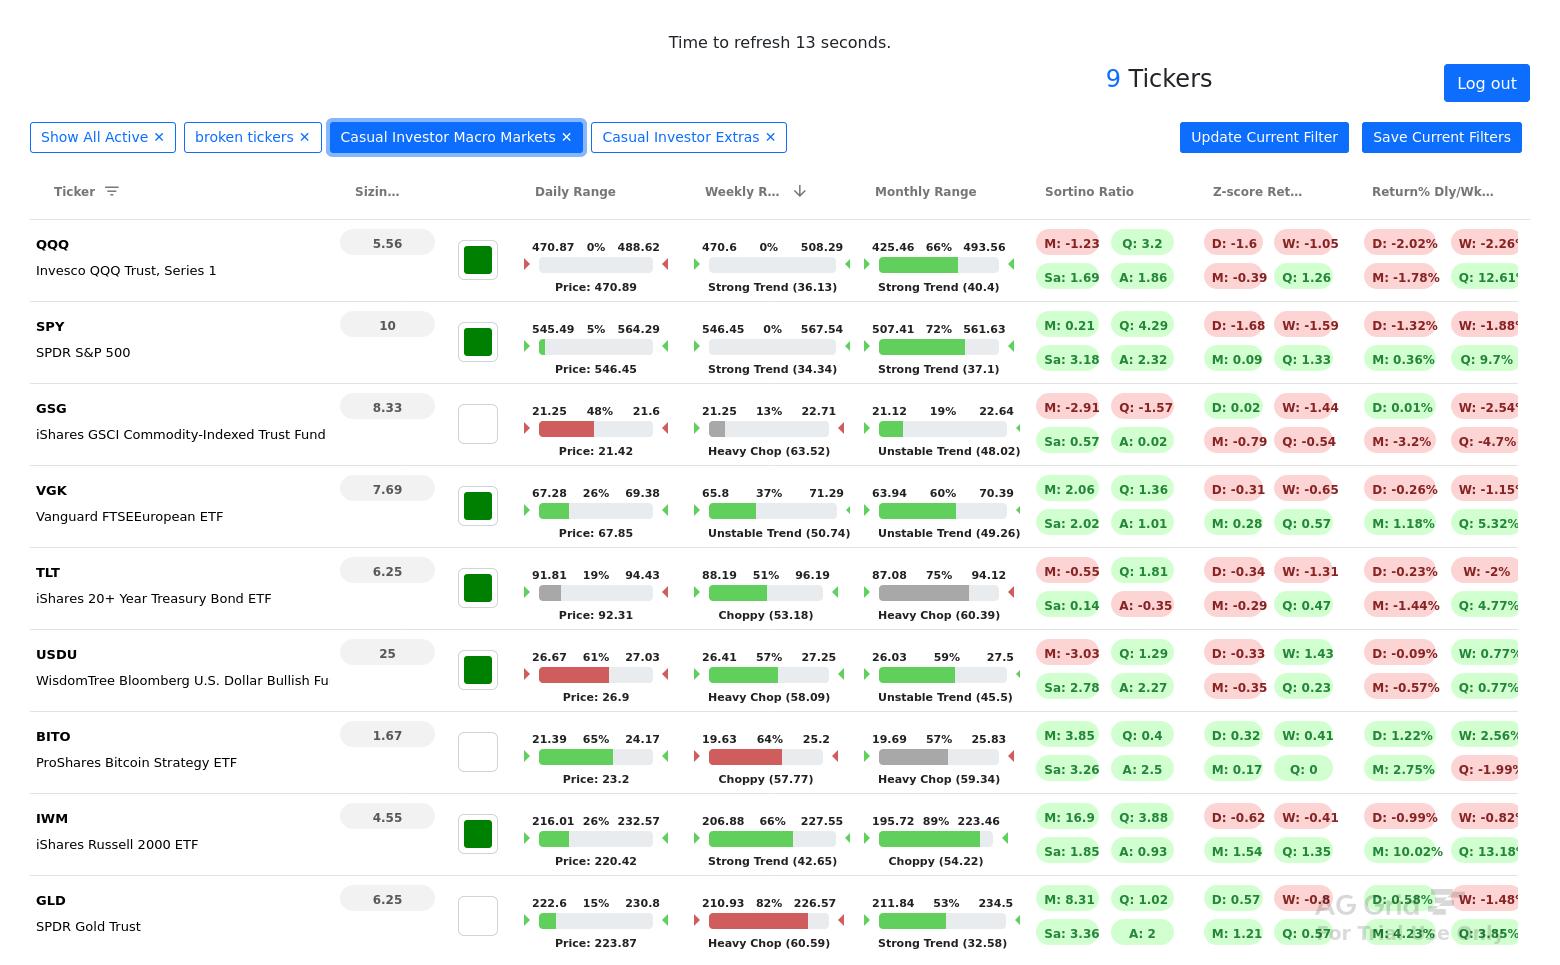 Time to refresh 13 seconds.
9 Tickers
Log out
Show All Active ✕ broken tickers ✕ Casual Investor Macro Markets ✕ Casual Investor Extras ✕ Update Current Filter Save Current Filters
Ticker Sizin... Daily Range Weekly R... Monthly Range Sortino Ratio Z-score Ret... Return% Dly/Wk...
QQQ 5.56 470.87 0% 488.62 470.6 0% 508.29 425.46 66% 493.56 M: -1.23 Q: 3.2 D: -1.6 W: -1.05 D: -2.02% W: -2.26%
Invesco QQQ Trust, Series 1 Price: 470.89 Strong Trend (36.13) Strong Trend (40.4) Sa: 1.69 A: 1.86 M: -0.39 Q: 1.26 M: -1.78% Q: 12.61%
SPY 10 545.49 5% 564.29 546.45 0% 567.54 507.41 72% 561.63 M: 0.21 Q: 4.29 D: -1.68 W: -1.59 D: -1.32% W: -1.88%
SPDR S&P 500 Price: 546.45 Strong Trend (34.34) Strong Trend (37.1) Sa: 3.18 A: 2.32 M: 0.09 Q: 1.33 M: 0.36% Q: 9.7%
GSG 8.33 21.25 48% 21.6 21.25 13% 22.71 21.12 19% 22.64 M: -2.91 Q: -1.57 D: 0.02 W: -1.44 D: 0.01% W: -2.54%
iShares GSCI Commodity-Indexed Trust Fund Price: 21.42 Heavy Chop (63.52) Unstable Trend (48.02) Sa: 0.57 A: 0.02 M: -0.79 Q: -0.54 M: -3.2% Q: -4.7%
VGK 7.69 67.28 26% 69.38 65.8 37% 71.29 63.94 60% 70.39 M: 2.06 Q: 1.36 D: -0.31 W: -0.65 D: -0.26% W: -1.15%
Vanguard FTSEEuropean ETF Price: 67.85 Unstable Trend (50.74) Unstable Trend (49.26) Sa: 2.02 A: 1.01 M: 0.28 Q: 0.57 M: 1.18% Q: 5.32%
TLT 6.25 91.81 19% 94.43 88.19 51% 96.19 87.08 75% 94.12 M: -0.55 Q: 1.81 D: -0.34 W: -1.31 D: -0.23% W: -2%
iShares 20+ Year Treasury Bond ETF Price: 92.31 Choppy (53.18) Heavy Chop (60.39) Sa: 0.14 A: -0.35 M: -0.29 Q: 0.47 M: -1.44% Q: 4.77%
USDU 25 26.67 61% 27.03 26.41 57% 27.25 26.03 59% 27.5 M: -3.03 Q: 1.29 D: -0.33 W: 1.43 D: -0.09% W: 0.77%
WisdomTree Bloomberg U.S. Dollar Bullish Fu Price: 26.9 Heavy Chop (58.09) Unstable Trend (45.5) Sa: 2.78 A: 2.27 M: -0.35 Q: 0.23 M: -0.57% Q: 0.77%
BITO 1.67 21.39 65% 24.17 19.63 64% 25.2 19.69 57% 25.83 M: 3.85 Q: 0.4 D: 0.32 W: 0.41 D: 1.22% W: 2.56%
ProShares Bitcoin Strategy ETF Price: 23.2 Choppy (57.77) Heavy Chop (59.34) Sa: 3.26 A: 2.5 M: 0.17 Q: 0 M: 2.75% Q: -1.99%
IWM 4.55 216.01 26% 232.57 206.88 66% 227.55 195.72 89% 223.46 M: 16.9 Q: 3.88 D: -0.62 W: -0.41 D: -0.99% W: -0.82%
iShares Russell 2000 ETF Price: 220.42 Strong Trend (42.65) Choppy (54.22) Sa: 1.85 A: 0.93 M: 1.54 Q: 1.35 M: 10.02% Q: 13.18%
GLD 6.25 222.6 15% 230.8 210.93 82% 226.57 211.84 53% 234.5 M: 8.31 Q: 1.02 D: 0.57 W: -0.8 D: 0.58% W: -1.48%
SPDR Gold Trust Price: 223.87 Heavy Chop (60.59) Strong Trend (32.58) Sa: 3.36 A: 2 M: 1.21 Q: 0.57 M: 4.23% Q: 3.85%
AG Grid
For Trial Use Only